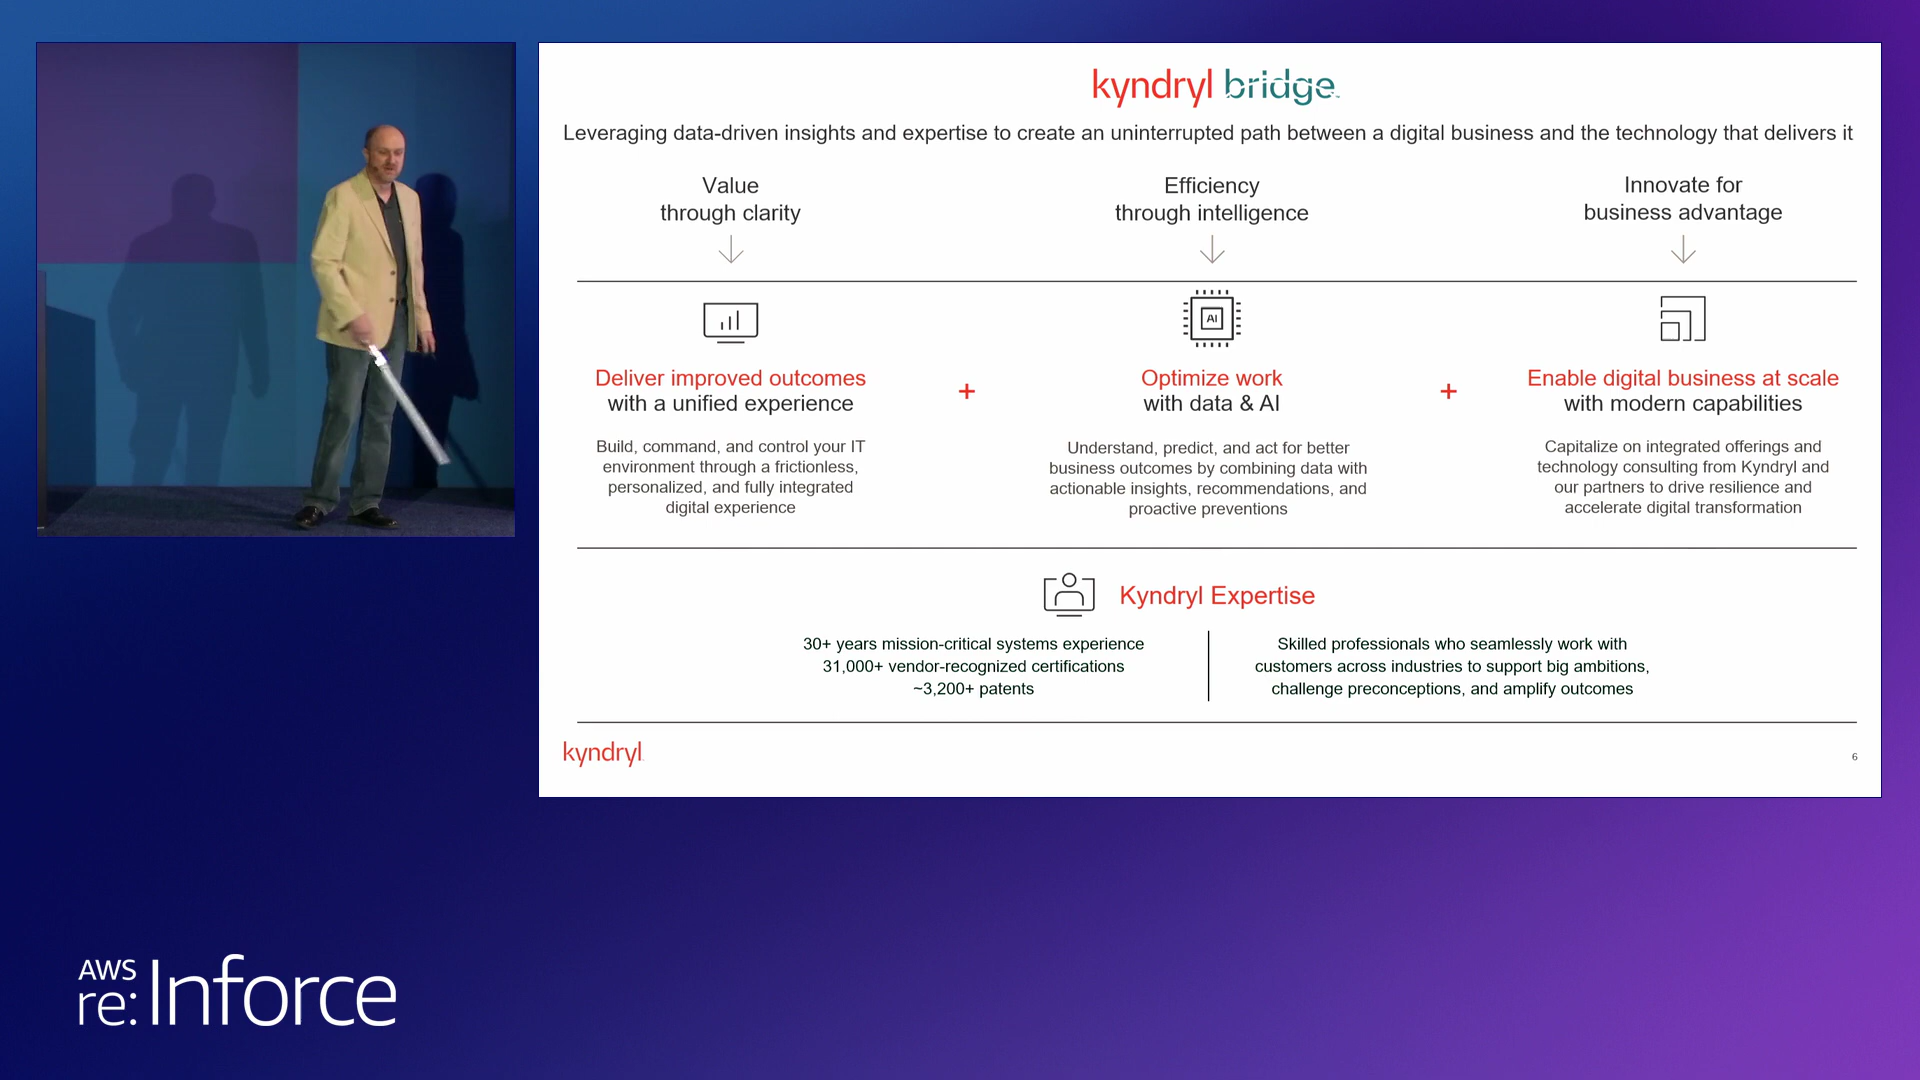 kyndryl bridge
Leveraging data-driven insights and expertise to create an uninterrupted path between a digital business and the technology that delivers it
Value
through clarity
Efficiency
through intelligence
Innovate for
business advantage
AI
Deliver improved outcomes
with a unified experience
+
Optimize work
with data & AI
+
Enable digital business at scale
with modern capabilities
Build, command, and control your IT
environment through a frictionless,
personalized, and fully integrated
digital experience
Understand, predict, and act for better
business outcomes by combining data with
actionable insights, recommendations, and
proactive preventions
Capitalize on integrated offerings and
technology consulting from Kyndryl and
our partners to drive resilience and
accelerate digital transformation
Kyndryl Expertise
30+ years mission-critical systems experience
31,000+ vendor-recognized certifications
~3,200+ patents
Skilled professionals who seamlessly work with
customers across industries to support big ambitions,
challenge preconceptions, and amplify outcomes
kyndryl
6
AWS
re:Inforce